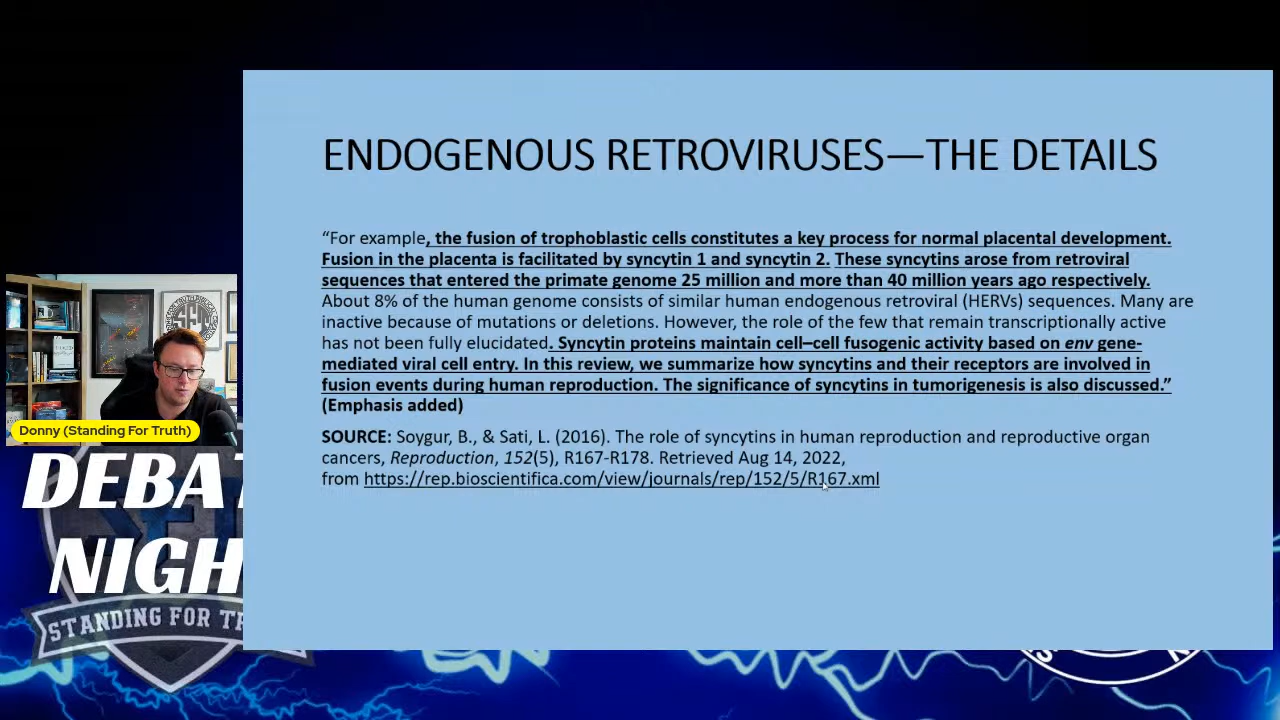 ENDOGENOUS RETROVIRUSES—THE DETAILS
“For example, the fusion of trophoblastic cells constitutes a key process for normal placental development.
Fusion in the placenta is facilitated by syncytin 1 and syncytin 2. These syncytins arose from retroviral
sequences that entered the primate genome 25 million and more than 40 million years ago respectively.
About 8% of the human genome consists of similar human endogenous retroviral (HERVs) sequences. Many are
inactive because of mutations or deletions. However, the role of the few that remain transcriptionally active
has not been fully elucidated. Syncytin proteins maintain cell–cell fusogenic activity based on env gene-
mediated viral cell entry. In this review, we summarize how syncytins and their receptors are involved in
fusion events during human reproduction. The significance of syncytins in tumorigenesis is also discussed.”
(Emphasis added)
SOURCE: Soygur, B., & Sati, L. (2016). The role of syncytins in human reproduction and reproductive organ
cancers, Reproduction, 152(5), R167-R178. Retrieved Aug 14, 2022,
from https://rep.bioscientifica.com/view/journals/rep/152/5/R167.xml
Donny (Standing For Truth)
DEBAT
NIGH
STANDING FOR TR